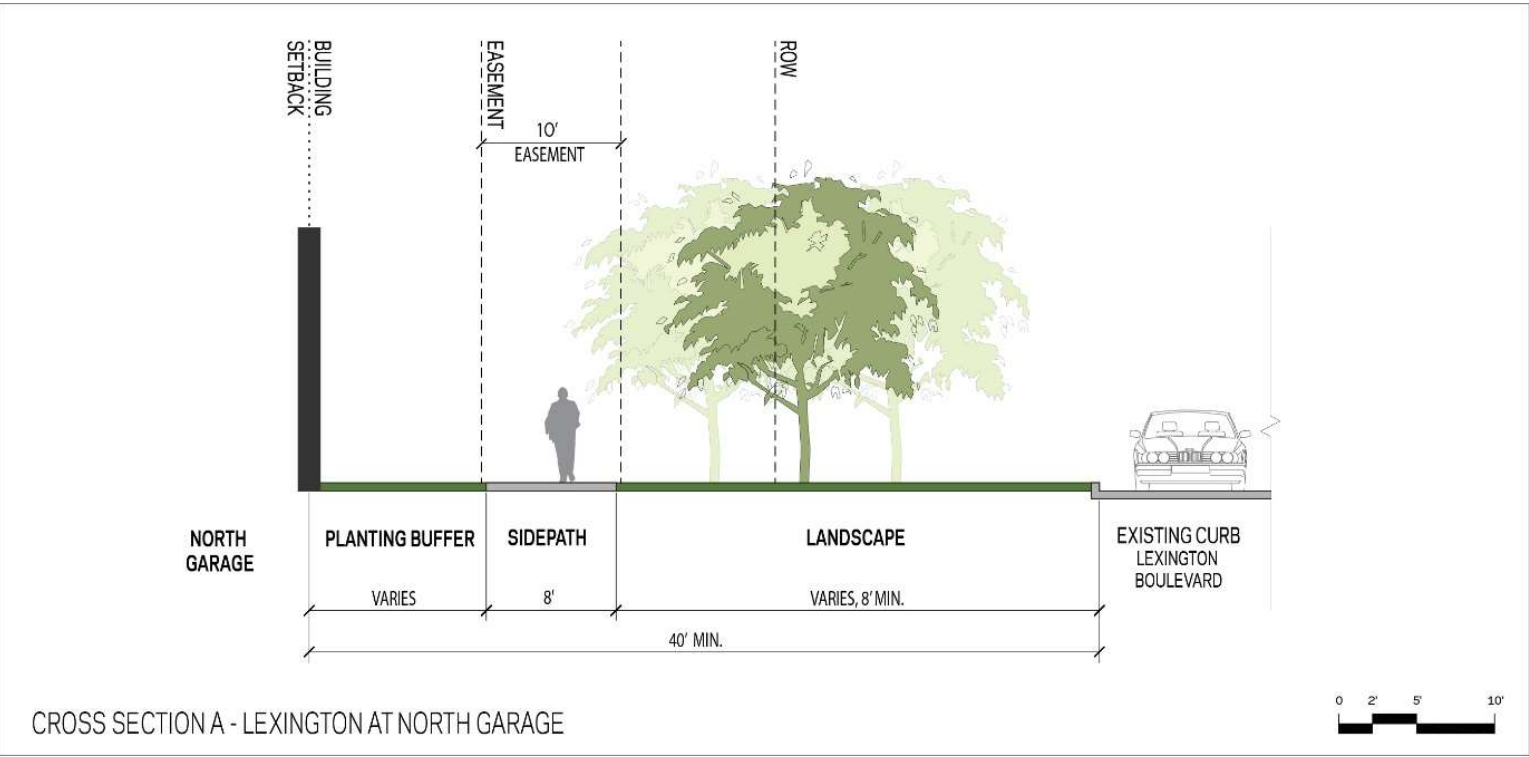 BUILDING
SETBACK
EASEMENT
ROW
10'
EASEMENT
NORTH
GARAGE
PLANTING BUFFER
SIDEPATH
LANDSCAPE
EXISTING CURB
LEXINGTON
BOULEVARD
VARIES
8'
VARIES, 8' MIN.
40' MIN.
CROSS SECTION A - LEXINGTON AT NORTH GARAGE
0 2' 5' 10'